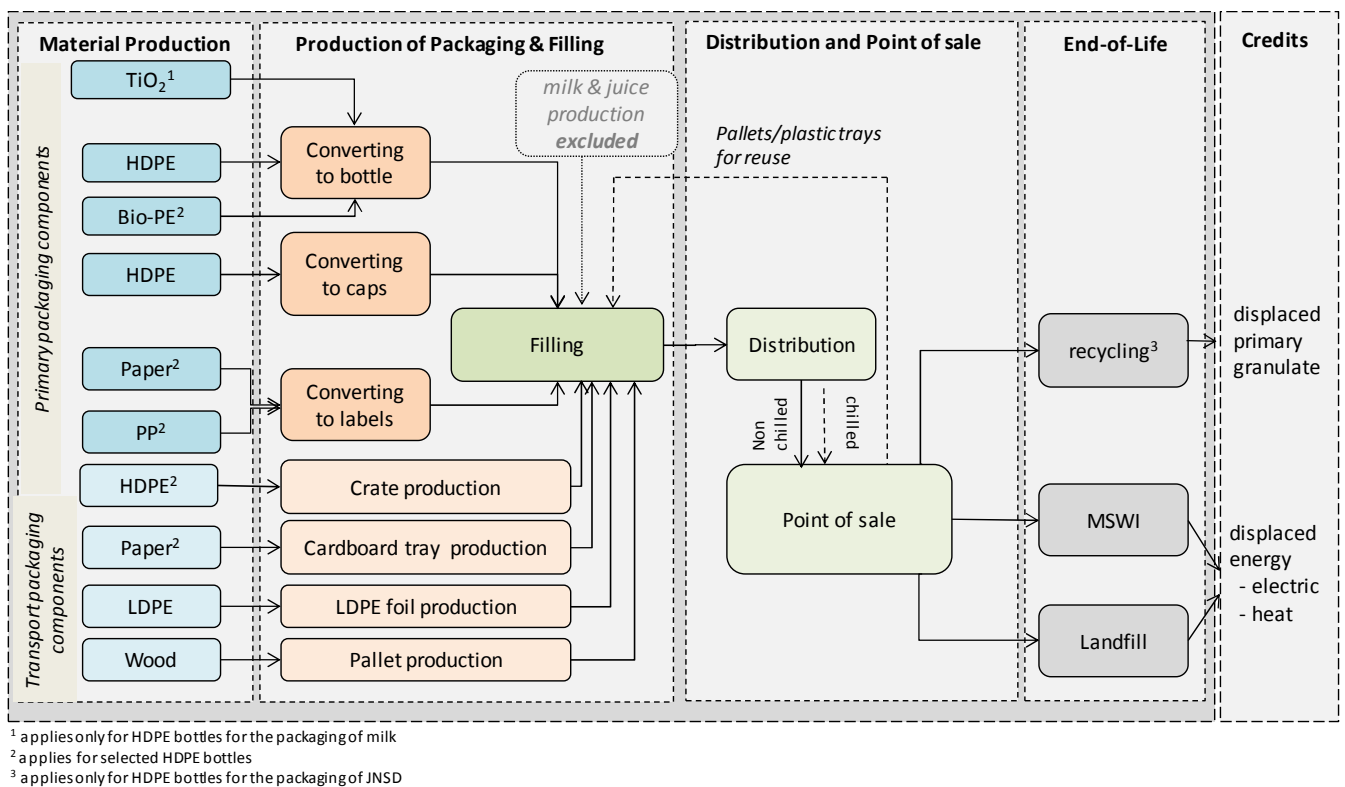 Material Production
Production of Packaging & Filling
Distribution and Point of sale
End-of-Life
Credits
Primary packaging components
Transport packaging
components
TiO2¹
HDPE
Bio-PE²
HDPE
Paper²
PP²
HDPE²
Paper²
LDPE
Wood
milk & juice
production
excluded
Converting
to bottle
Converting
to caps
Converting
to labels
Crate production
Cardboard tray production
LDPE foil production
Pallet production
Filling
Pallets/plastic trays
for reuse
Distribution
Non
chilled
chilled
Point of sale
recycling³
MSWI
Landfill
displaced
primary
granulate
displaced
energy
- electric
- heat
¹ applies only for HDPE bottles for the packaging of milk
² applies for selected HDPE bottles
³ applies only for HDPE bottles for the packaging of JNSD